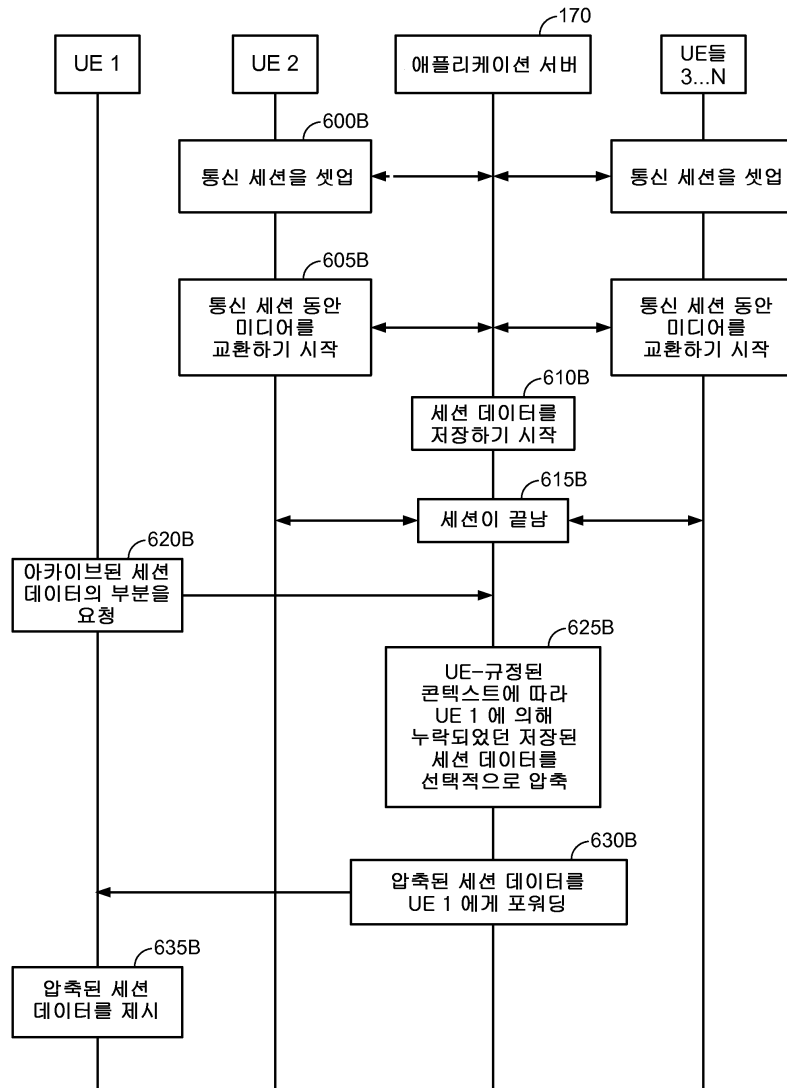 170
UE 1
UE 2
애플리케이션 서버
UE들
3...N
600B
통신 세션을 셋업
통신 세션을 셋업
605B
통신 세션 동안
미디어를
교환하기 시작
통신 세션 동안
미디어를
교환하기 시작
610B
세션 데이터를
저장하기 시작
615B
세션이 끝남
620B
아카이브된 세션
데이터의 부분을
요청
625B
UE-규정된
콘텍스트에 따라
UE 1 에 의해
누락되었던 저장된
세션 데이터를
선택적으로 압축
630B
압축된 세션 데이터를
UE 1 에게 포워딩
635B
압축된 세션
데이터를 제시